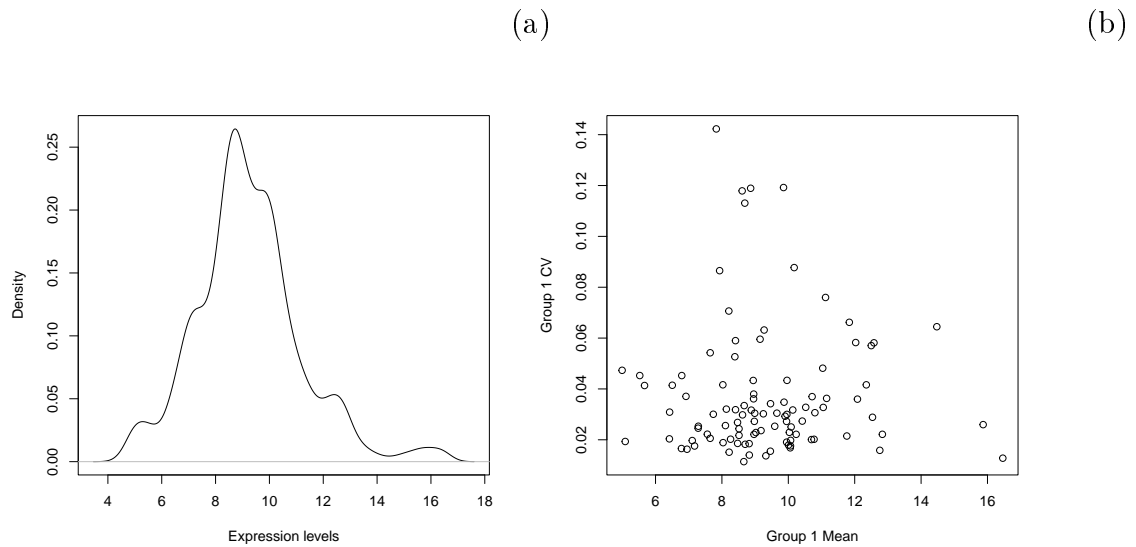 (a)
(b)
0.25
0.20
0.15
0.10
0.05
0.00
Density
4 6 8 10 12 14 16 18
Expression levels
0.14
0.12
0.10
0.08
0.06
0.04
0.02
Group 1 CV
6 8 10 12 14 16
Group 1 Mean